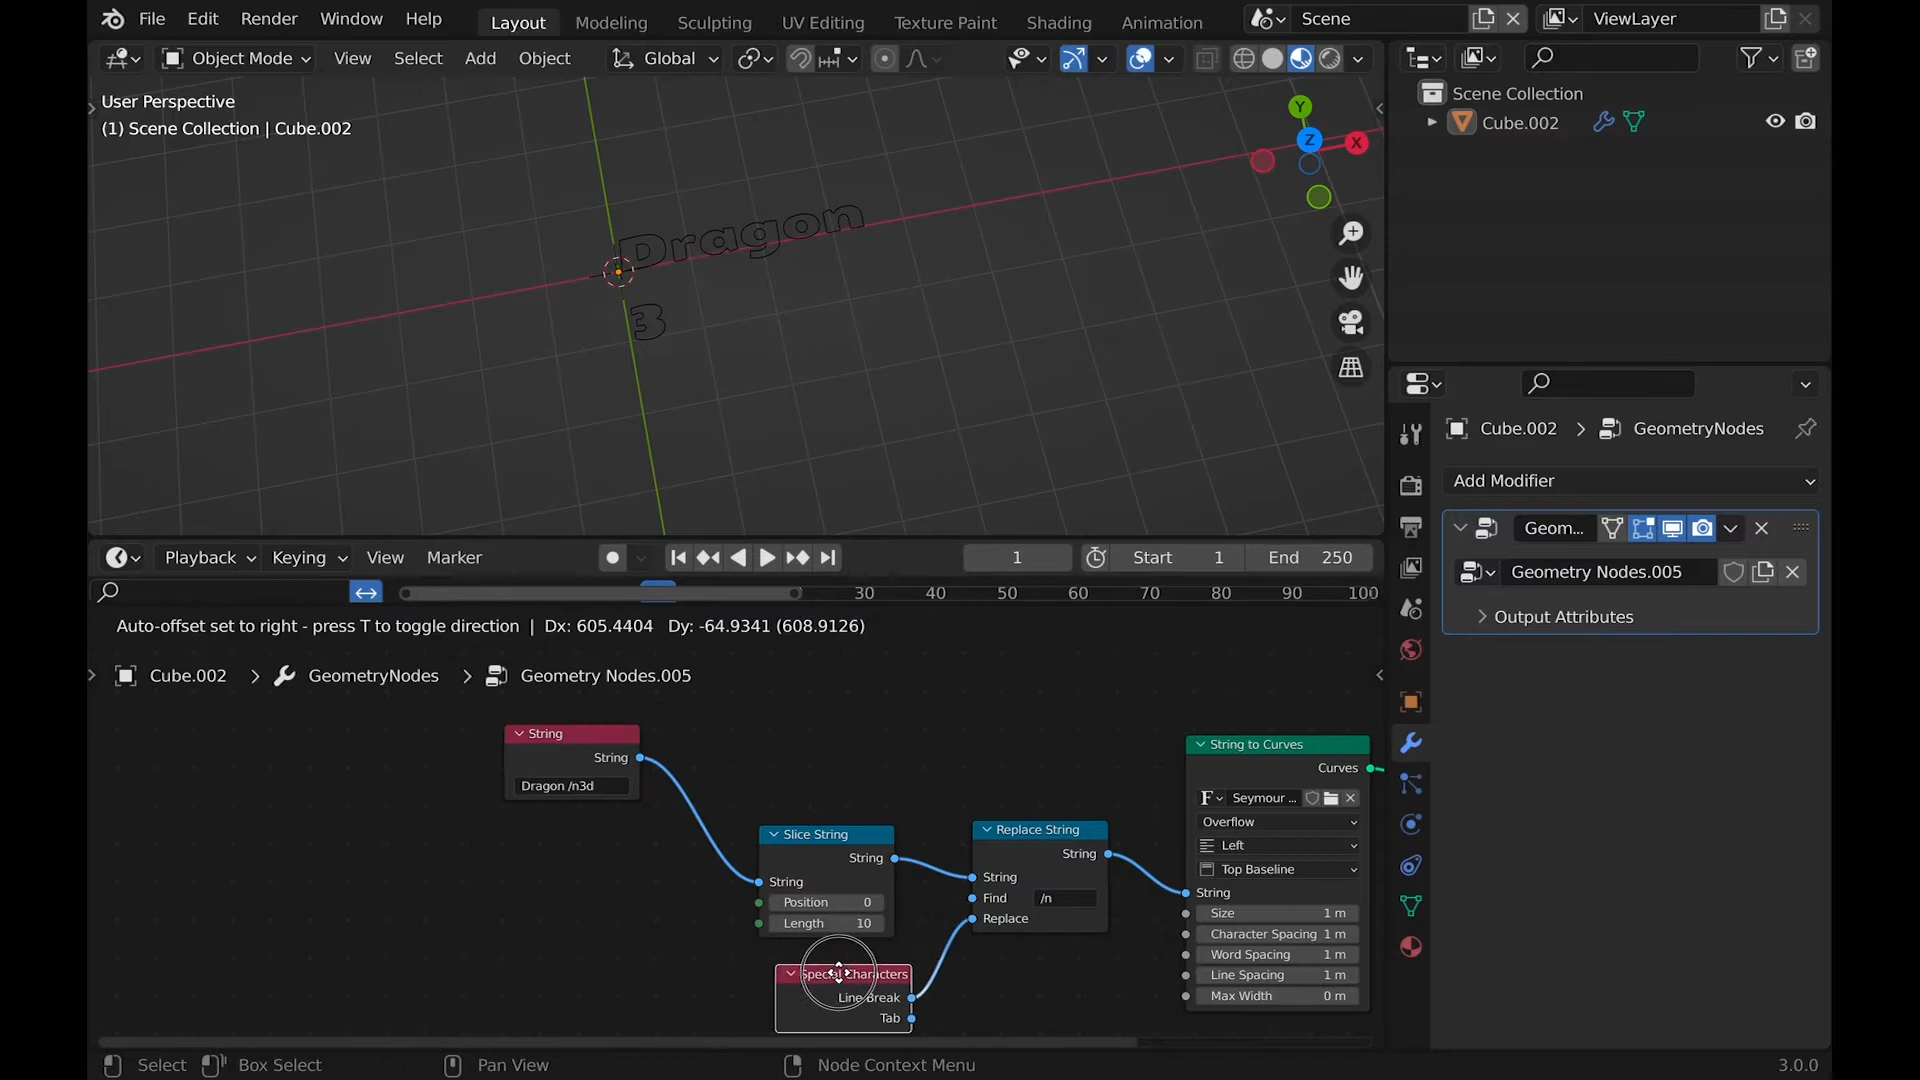 File Edit Render Window Help Layout Modeling Sculpting UV Editing Texture Paint Shading Animation Scene ViewLayer
Object Mode View Select Add Object Global
User Perspective
(1) Scene Collection | Cube.002
Y
Z X
Dragon
3
Scene Collection
Cube.002
Cube.002 > GeometryNodes
Add Modifier
Geom...
Geometry Nodes.005
Output Attributes
Playback Keying View Marker 1 Start 1 End 250
30 40 50 60 70 80 90 100
Auto-offset set to right - press T to toggle direction | Dx: 605.4404 Dy: -64.9341 (608.9126)
Cube.002 > GeometryNodes > Geometry Nodes.005
String
String
Dragon /n3d
Slice String
String
String
Position 0
Length 10
Special Characters
Line Break
Tab
Replace String
String
String
Find /n
Replace
String to Curves
Curves
F Seymour ...
Overflow
Left
Top Baseline
String
Size 1 m
Character Spacing 1 m
Word Spacing 1 m
Line Spacing 1 m
Max Width 0 m
Select Box Select Pan View Node Context Menu 3.0.0